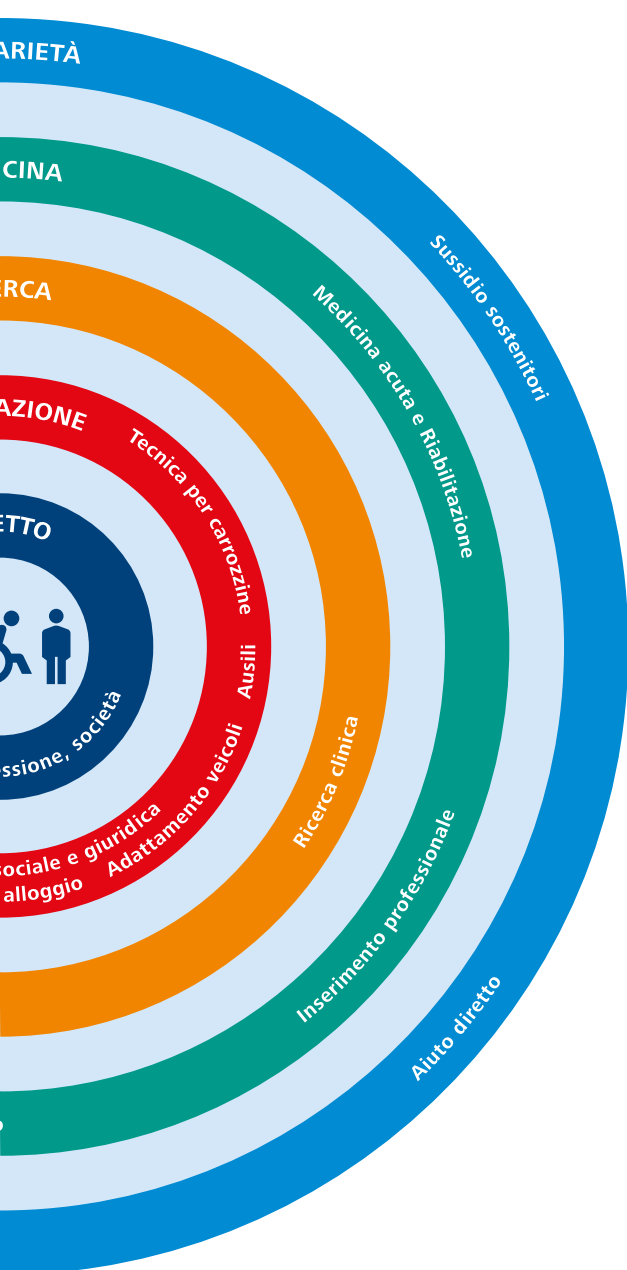 ARIETÀ
Sussidio sostenitori
Aiuto diretto
CINA
Medicina acuta e Riabilitazione
Inserimento professionale
ERCA
Ricerca clinica
AZIONE
Tecnica per carrozzine
Ausili
Adattamento veicoli
sociale e giuridica
alloggio
ETTO
essione, società